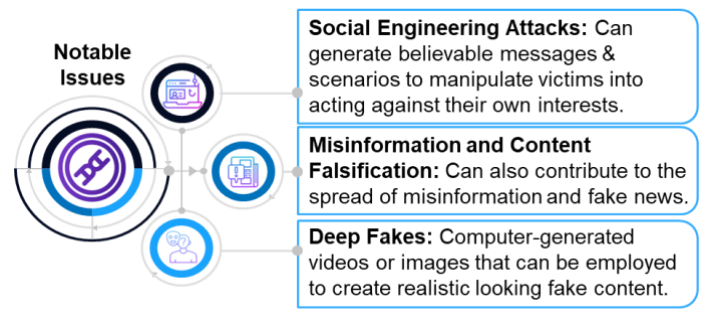 Notable
Issues
Social Engineering Attacks: Can
generate believable messages &
scenarios to manipulate victims into
acting against their own interests.
Misinformation and Content
Falsification: Can also contribute to the
spread of misinformation and fake news.
Deep Fakes: Computer-generated
videos or images that can be employed
to create realistic looking fake content.